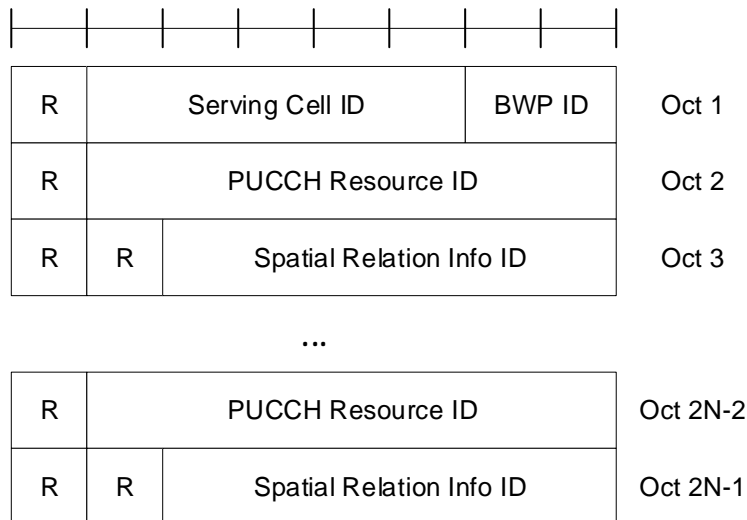 R Serving Cell ID BWP ID Oct 1
R PUCCH Resource ID Oct 2
R R Spatial Relation Info ID Oct 3
...
R PUCCH Resource ID Oct 2N-2
R R Spatial Relation Info ID Oct 2N-1